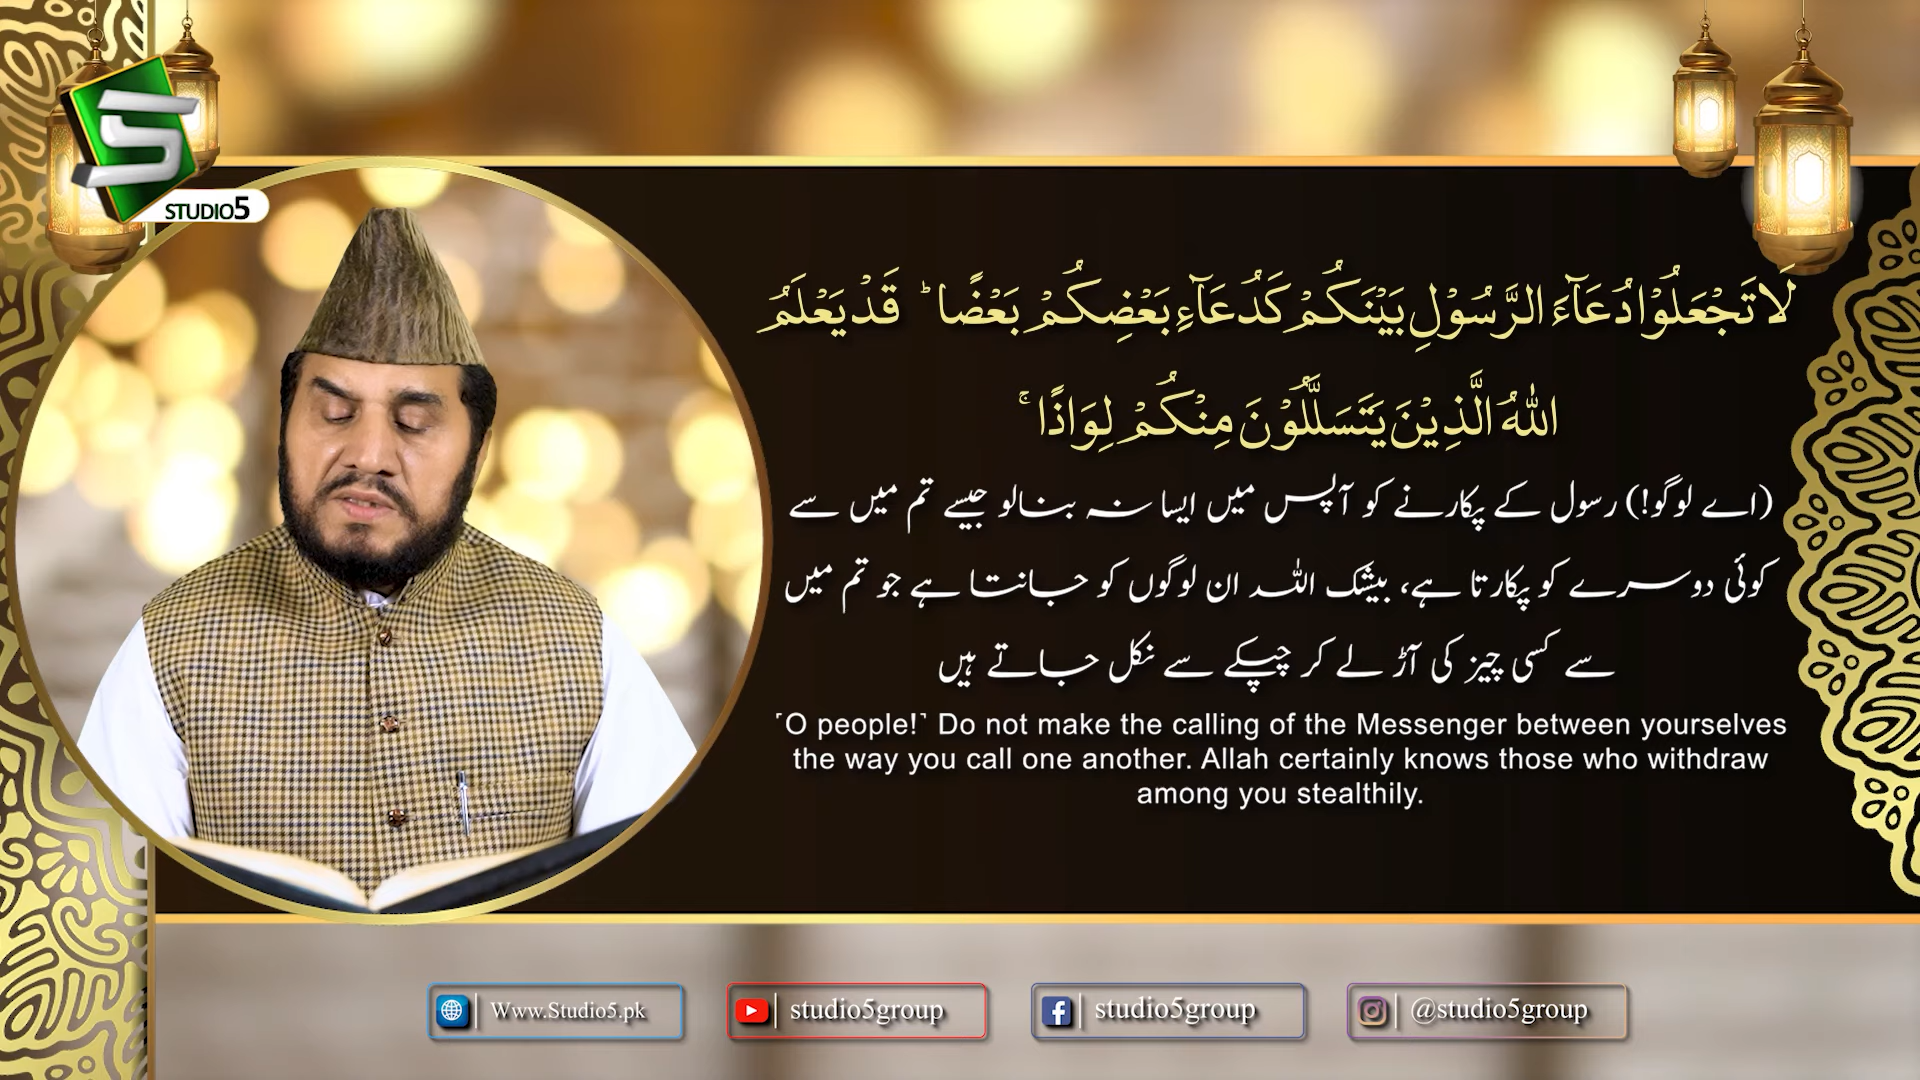 STUDIO5
لَا تَجْعَلُوْا دُعَآءَ الرَّسُوْلِ بَيْنَكُمْ كَدُعَآءِ بَعْضِكُمْ بَعْضًا ؕ قَدْ يَعْلَمُ
اللّٰهُ الَّذِيْنَ يَتَسَلَّلُوْنَ مِنْكُمْ لِوَاذًا ۚ
(اے لوگو!) رسول کے پکارنے کو آپس میں ایسا نہ بنالو جیسے تم میں سے
کوئی دوسرے کو پکارتا ہے، بیشک اللہ ان لوگوں کو جانتا ہے جو تم میں
سے کسی چیز کی آڑ لے کر چپکے سے نکل جاتے ہیں
˹O people!˺ Do not make the calling of the Messenger between yourselves
the way you call one another. Allah certainly knows those who withdraw
among you stealthily.
Www.Studio5.pk
studio5group
studio5group
@studio5group